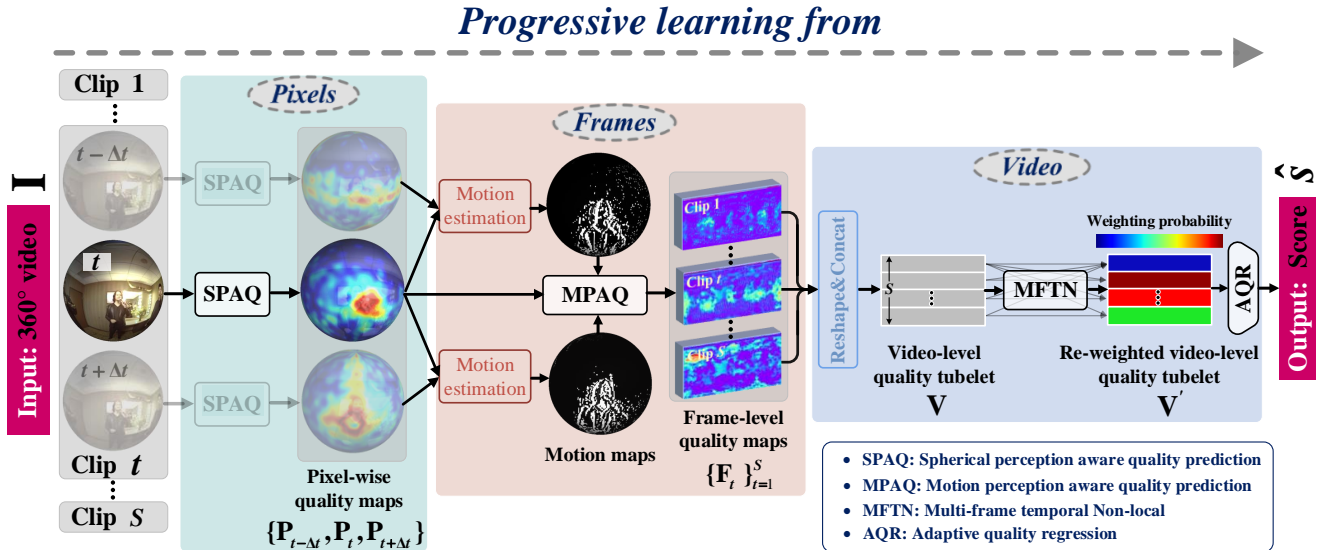 Progressive learning from
Clip 1
Pixels
Frames
Video
t − Δt
SPAQ
Motion
estimation
Clip 1
Weighting probability
I
Input: 360° video
t
SPAQ
MPAQ
Clip t
Reshape&Concat
S
MFTN
AQR
Output: Score
ŝ
t + Δt
SPAQ
Motion
estimation
Clip S
Video-level
quality tubelet
V
Re-weighted video-level
quality tubelet
V′
Clip t
Clip S
Pixel-wise
quality maps
{P_{t−Δt}, P_t, P_{t+Δt}}
Motion maps
Frame-level
quality maps
{F_t}_{t=1}^S
• SPAQ: Spherical perception aware quality prediction
• MPAQ: Motion perception aware quality prediction
• MFTN: Multi-frame temporal Non-local
• AQR: Adaptive quality regression